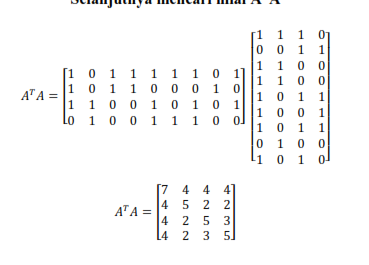 Selanjutnya mencari nilai
AᵀA =
[1 0 1 1 1 1 1 0 1]
[1 0 1 1 0 0 0 1 0]
[1 1 0 0 1 0 1 0 1]
[0 1 0 0 1 1 1 0 0]
[1 1 1 0]
[0 0 1 1]
[1 1 0 0]
[1 1 0 0]
[1 0 1 1]
[1 0 0 1]
[1 0 1 1]
[0 1 0 0]
[1 0 1 0]
AᵀA =
[7 4 4 4]
[4 5 2 2]
[4 2 5 3]
[4 2 3 5]